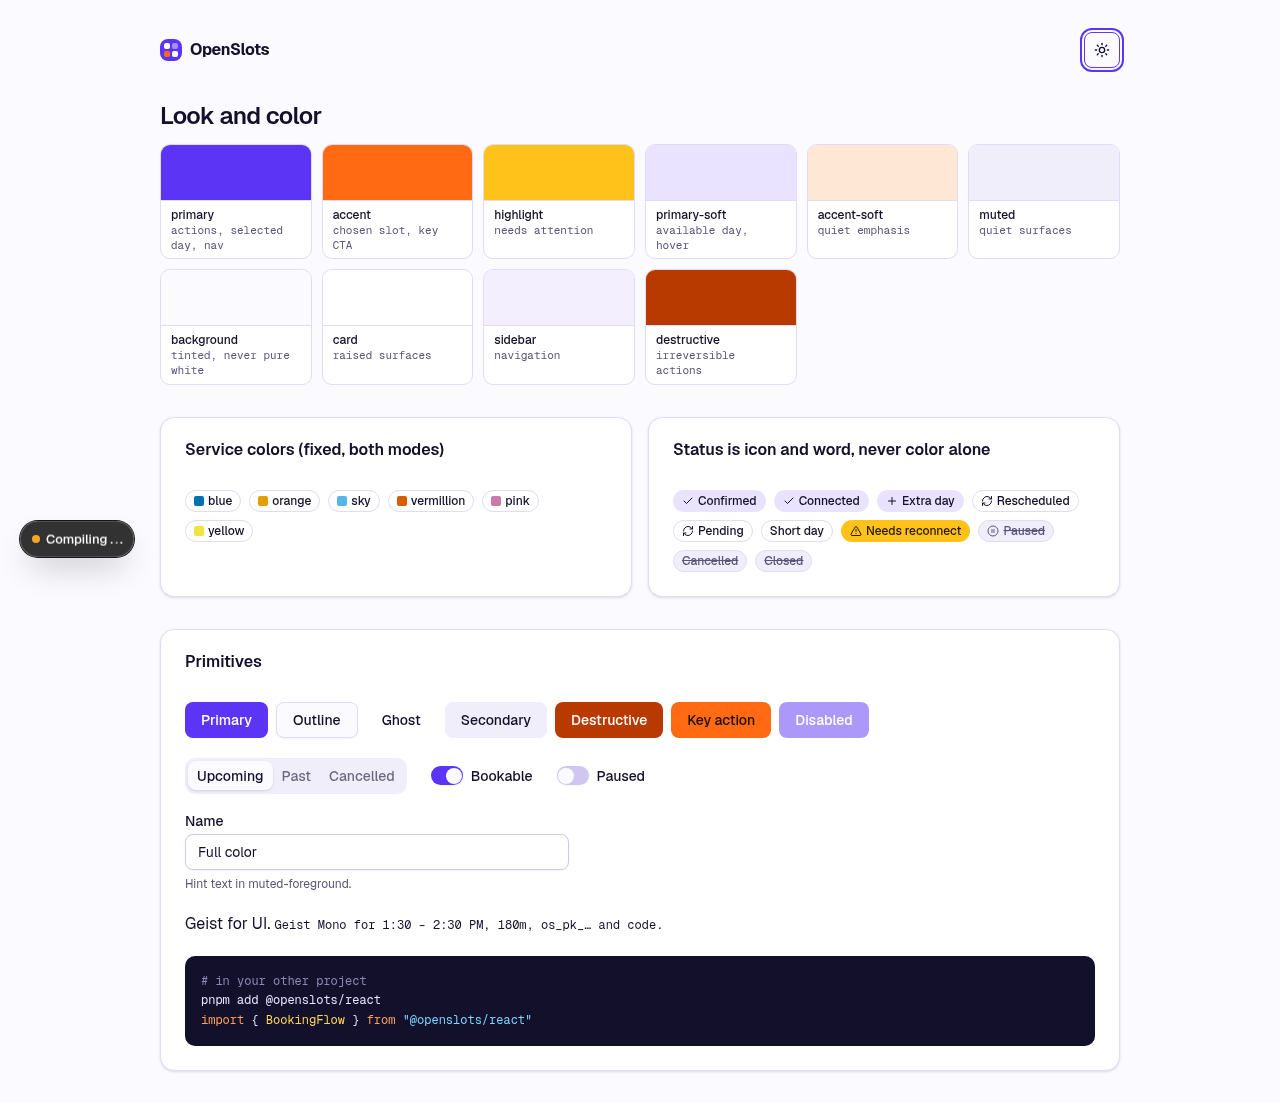 OpenSlots
Look and color
primary
actions, selected
day, nav
accent
chosen slot, key
CTA
highlight
needs attention
primary-soft
available day,
hover
accent-soft
quiet emphasis
muted
quiet surfaces
background
tinted, never pure
white
card
raised surfaces
sidebar
navigation
destructive
irreversible
actions
Service colors (fixed, both modes)
blue
orange
sky
vermillion
pink
yellow
Status is icon and word, never color alone
Confirmed
Connected
Extra day
Rescheduled
Pending
Short day
Needs reconnect
Paused
Cancelled
Closed
Compiling ...
Primitives
Primary
Outline
Ghost
Secondary
Destructive
Key action
Disabled
Upcoming
Past
Cancelled
Bookable
Paused
Name
Full color
Hint text in muted-foreground.
Geist for UI. Geist Mono for 1:30 – 2:30 PM, 180m, os_pk_… and code.
# in your other project
pnpm add @openslots/react
import { BookingFlow } from "@openslots/react"